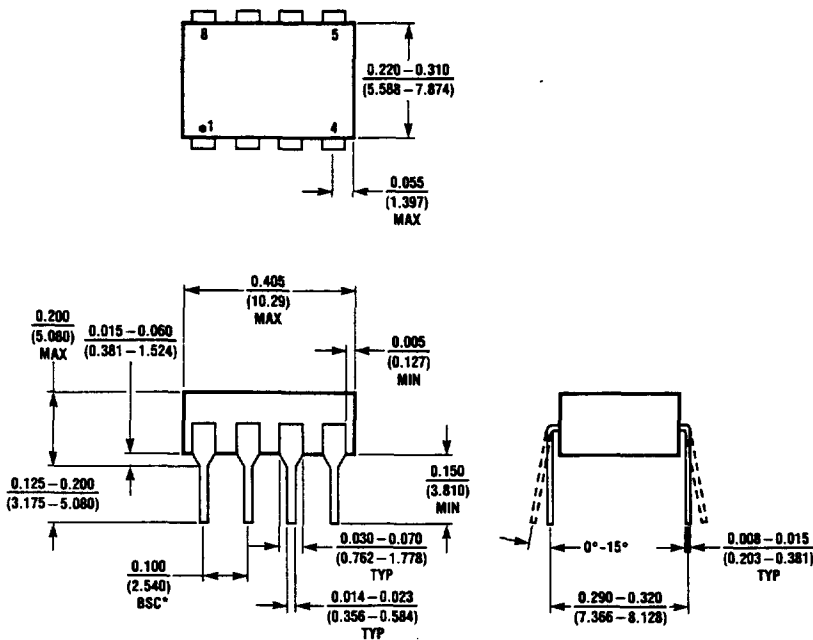 8 5
0.220 – 0.310
(5.588 – 7.874)
●1 4
0.055
(1.397)
MAX
0.405
(10.29)
MAX
0.200
(5.080)
MAX
0.015 – 0.060
(0.381 – 1.524)
0.005
(0.127)
MIN
0.125 – 0.200
(3.175 – 5.080)
0.150
(3.810)
MIN
0.030 – 0.070
(0.762 – 1.778)
TYP
0.100
(2.540)
BSC*
0.014 – 0.023
(0.356 – 0.584)
TYP
0°-15°
0.008 – 0.015
(0.203 – 0.381)
TYP
0.290 – 0.320
(7.366 – 8.128)